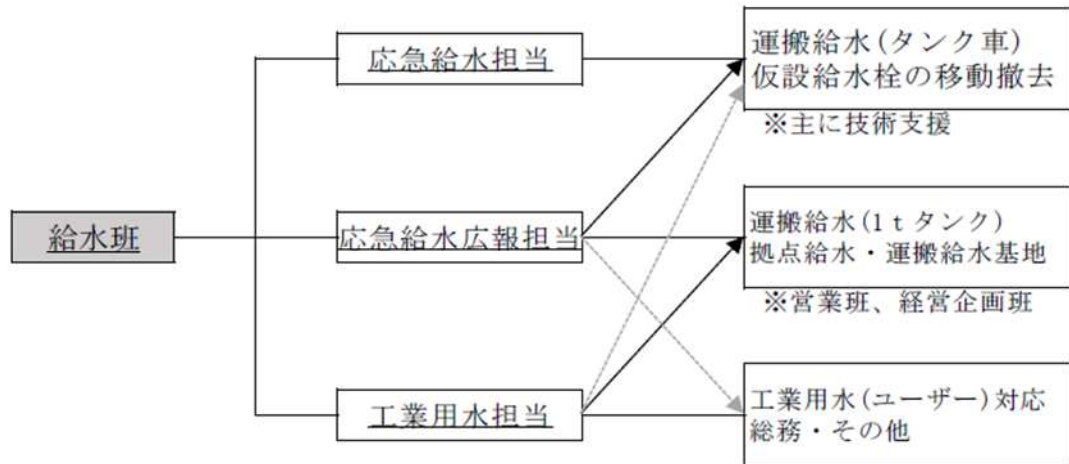 応急給水担当
運搬給水(タンク車)
仮設給水栓の移動撤去
※主に技術支援
給水班
応急給水広報担当
運搬給水(1tタンク)
拠点給水・運搬給水基地
※営業班、経営企画班
工業用水担当
工業用水(ユーザー)対応
総務・その他